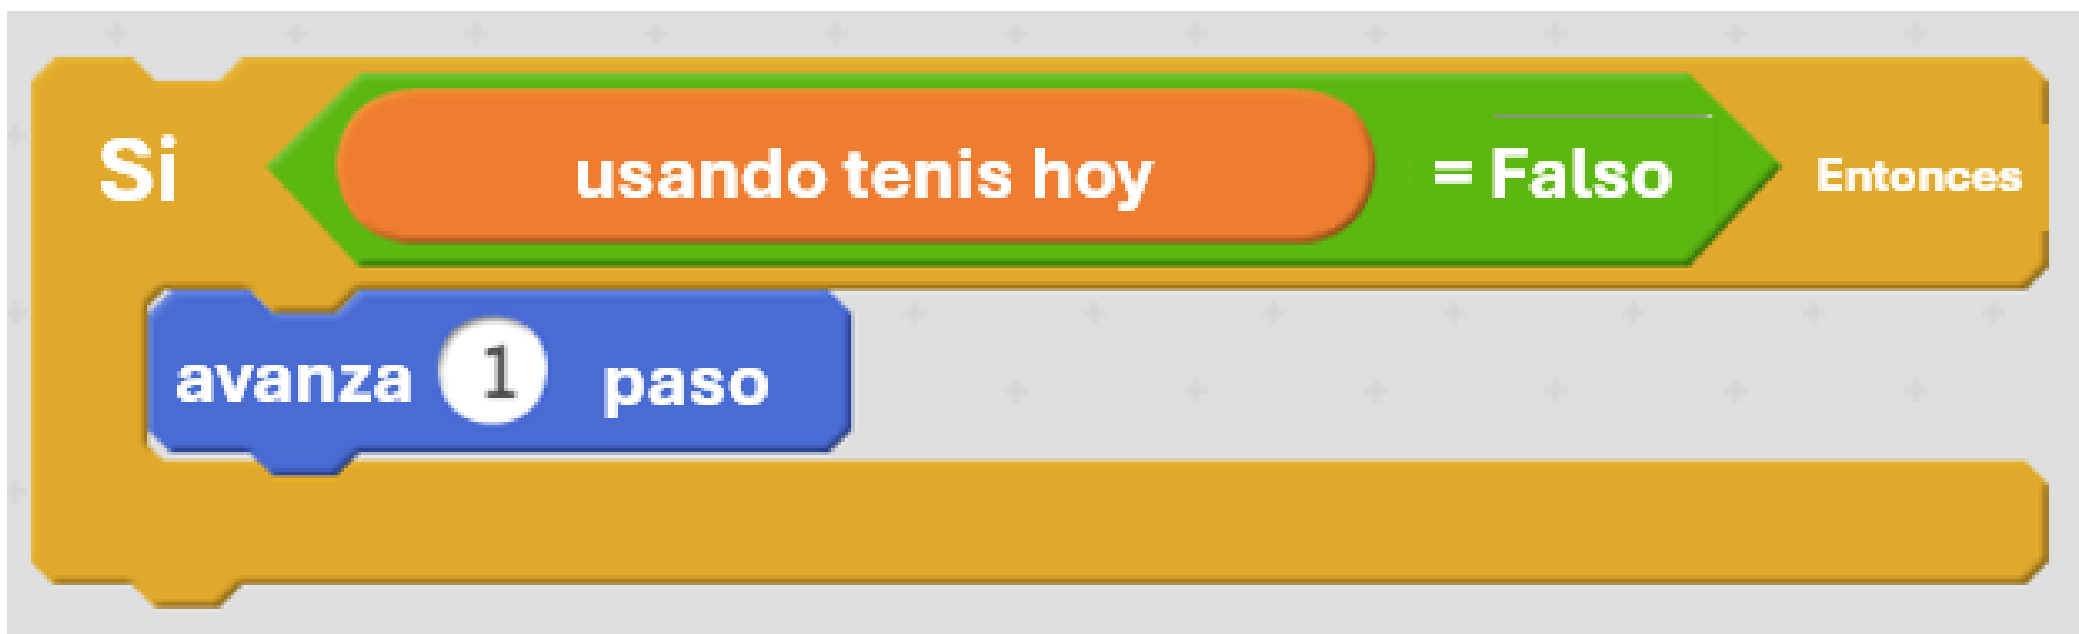 Si usando tenis hoy = Falso Entonces
avanza 1 paso